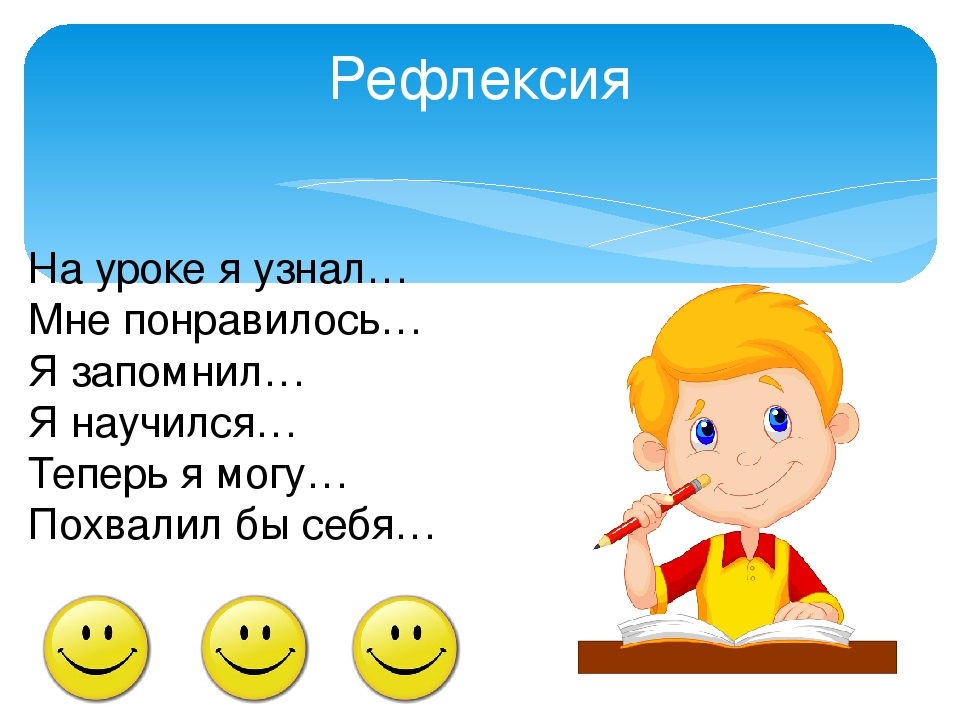 Рефлексия
На уроке я узнал…
Мне понравилось…
Я запомнил…
Я научился…
Теперь я могу…
Похвалил бы себя…